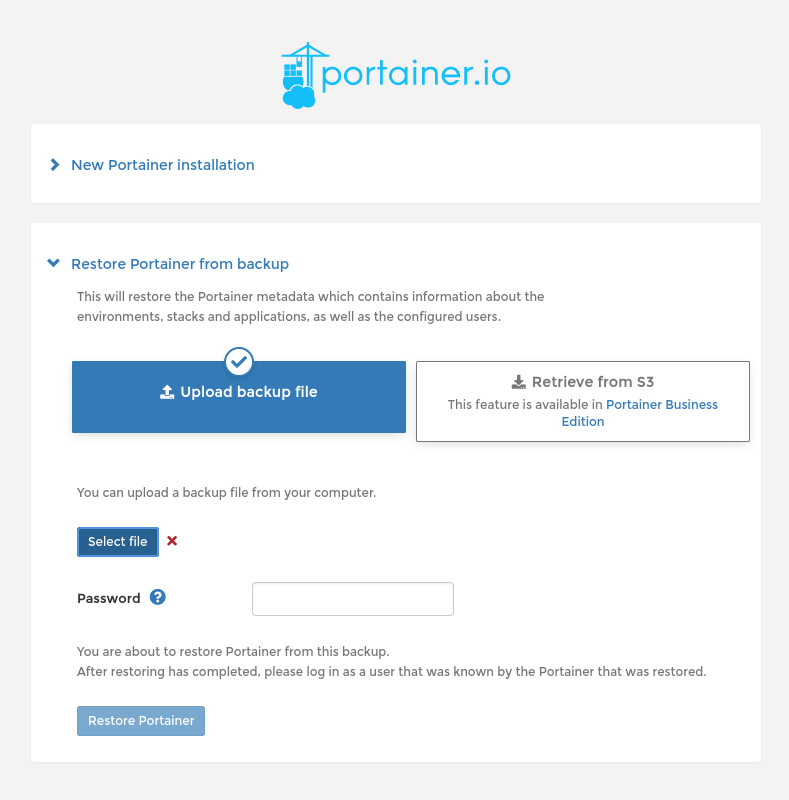 portainer.io
New Portainer installation
Restore Portainer from backup
This will restore the Portainer metadata which contains information about the
environments, stacks and applications, as well as the configured users.
Upload backup file
Retrieve from S3
This feature is available in Portainer Business
Edition
You can upload a backup file from your computer.
Select file
Password
You are about to restore Portainer from this backup.
After restoring has completed, please log in as a user that was known by the Portainer that was restored.
Restore Portainer